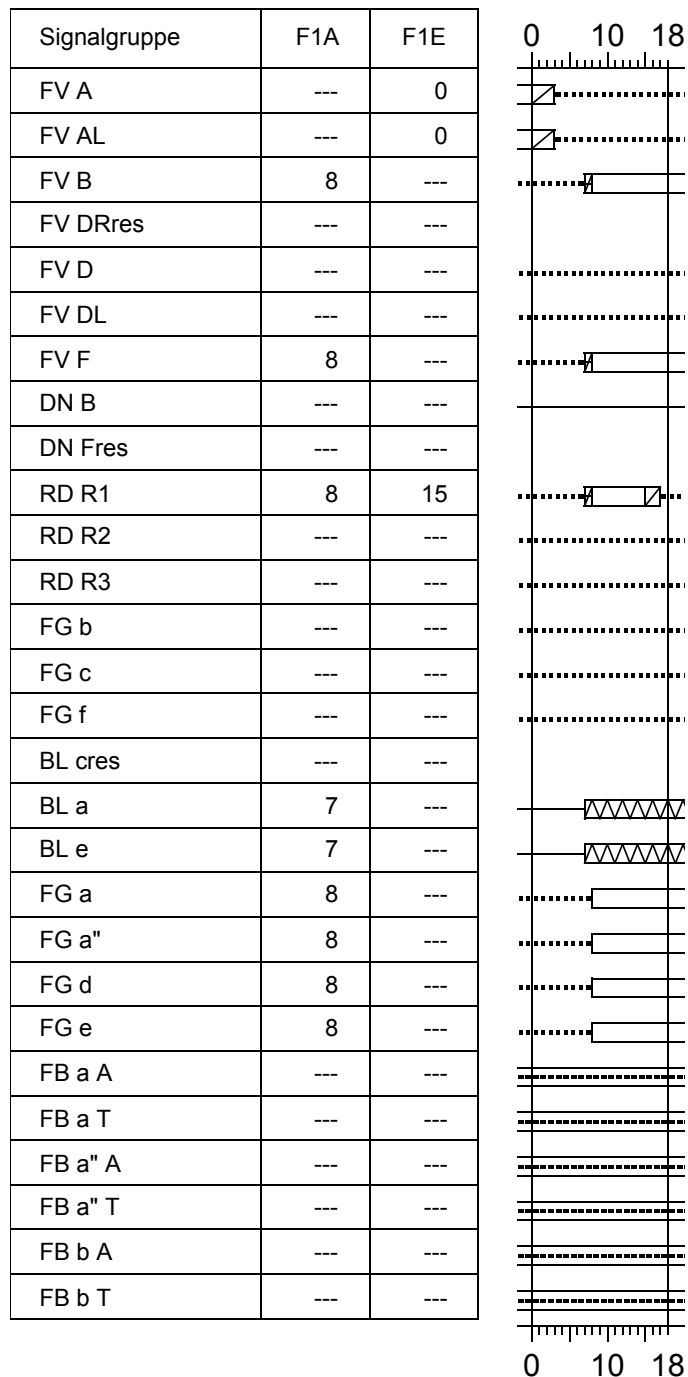 Signalgruppe F1A F1E 0 10 18
FV A --- 0
FV AL --- 0
FV B 8 ---
FV DRres --- ---
FV D --- ---
FV DL --- ---
FV F 8 ---
DN B --- ---
DN Fres --- ---
RD R1 8 15
RD R2 --- ---
RD R3 --- ---
FG b --- ---
FG c --- ---
FG f --- ---
BL cres --- ---
BL a 7 ---
BL e 7 ---
FG a 8 ---
FG a" 8 ---
FG d 8 ---
FG e 8 ---
FB a A --- ---
FB a T --- ---
FB a" A --- ---
FB a" T --- ---
FB b A --- ---
FB b T --- ---
0 10 18